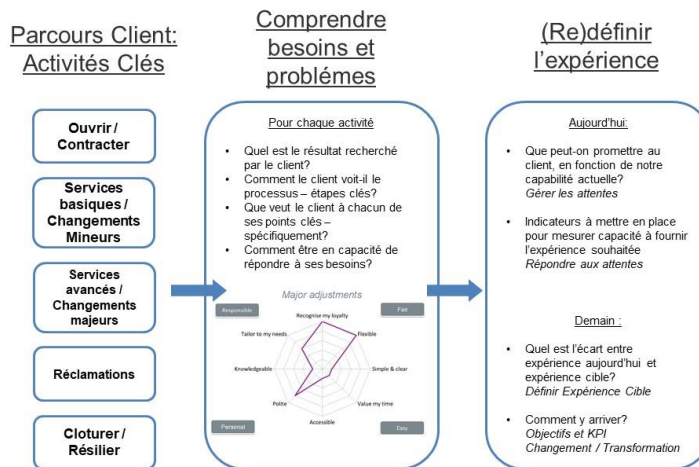 Parcours Client:
Activités Clés
Ouvrir /
Contracter
Services
basiques /
Changements
Mineurs
Services
avancés /
Changements
majeurs
Réclamations
Cloturer /
Résilier
Comprendre
besoins et
problémes
Pour chaque activité
• Quel est le résultat recherché
par le client?
• Comment le client voit-il le
processus – étapes clés?
• Que veut le client à chacun de
ses points clés –
spécifiquement?
• Comment être en capacité de
répondre à ses besoins?
Major adjustments
Responsible
Fair
Recognise my loyalty
Tailor to my needs
Flexible
Knowledgeable
Simple & clear
Polite
Value my time
Accessible
Personal
Easy
(Re)définir
l'expérience
Aujourd'hui:
• Que peut-on promettre au
client, en fonction de notre
capabilité actuelle?
Gérer les attentes
• Indicateurs à mettre en place
pour mesurer capacité à fournir
l'expérience souhaitée
Répondre aux attentes
Demain :
• Quel est l'écart entre
expérience aujourd'hui et
expérience cible?
Définir Expérience Cible
• Comment y arriver?
Objectifs et KPI
Changement / Transformation